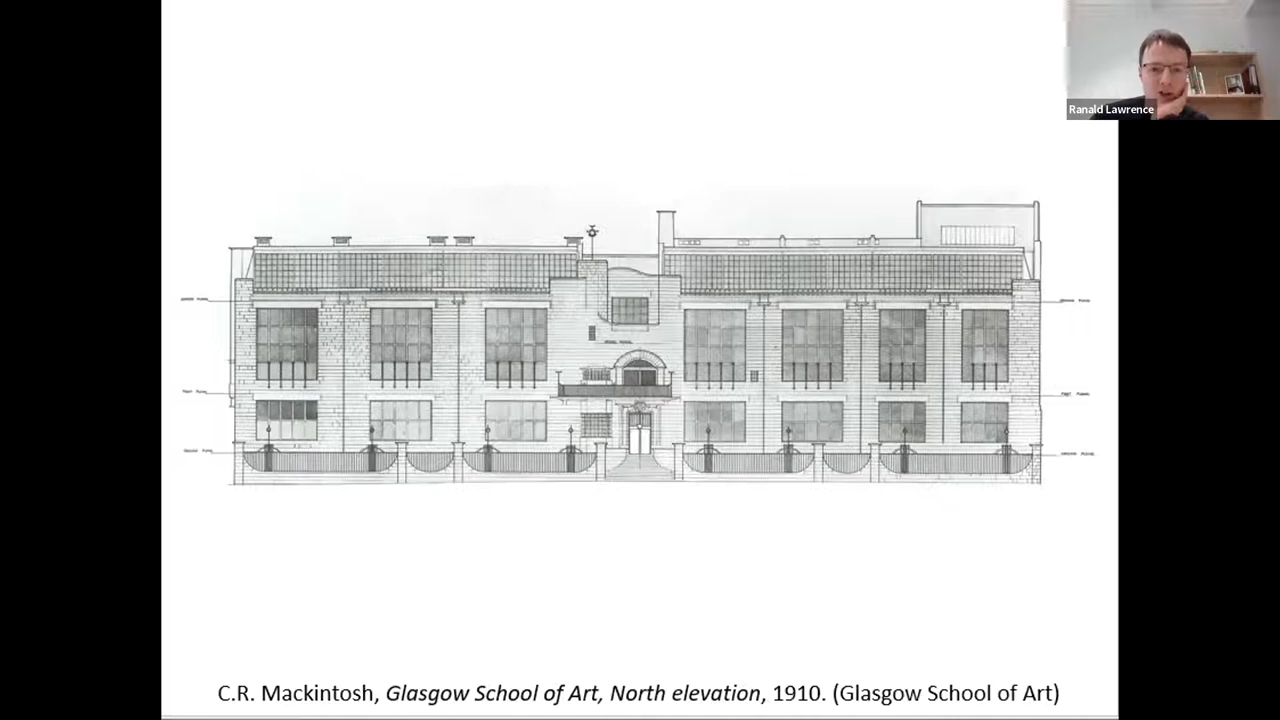 Ranald Lawrence
C.R. Mackintosh, Glasgow School of Art, North elevation, 1910. (Glasgow School of Art)